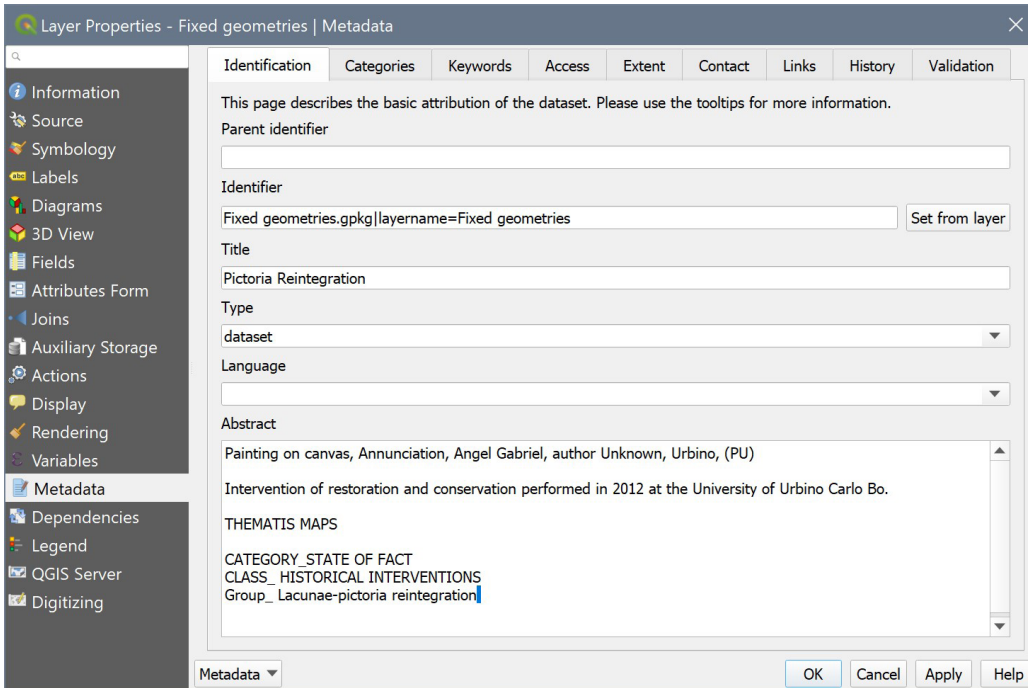 Layer Properties - Fixed geometries | Metadata
Information
Source
Symbology
abc Labels
Diagrams
3D View
Fields
Attributes Form
Joins
Auxiliary Storage
Actions
Display
Rendering
Variables
Metadata
Dependencies
Legend
QGIS Server
Digitizing
Identification Categories Keywords Access Extent Contact Links History Validation
This page describes the basic attribution of the dataset. Please use the tooltips for more information.
Parent identifier
Identifier
Fixed geometries.gpkg|layername=Fixed geometries Set from layer
Title
Pictoria Reintegration
Type
dataset
Language
Abstract
Painting on canvas, Annunciation, Angel Gabriel, author Unknown, Urbino, (PU)
Intervention of restoration and conservation performed in 2012 at the University of Urbino Carlo Bo.
THEMATIS MAPS
CATEGORY_STATE OF FACT
CLASS_ HISTORICAL INTERVENTIONS
Group_ Lacunae-pictoria reintegration
Metadata OK Cancel Apply Help